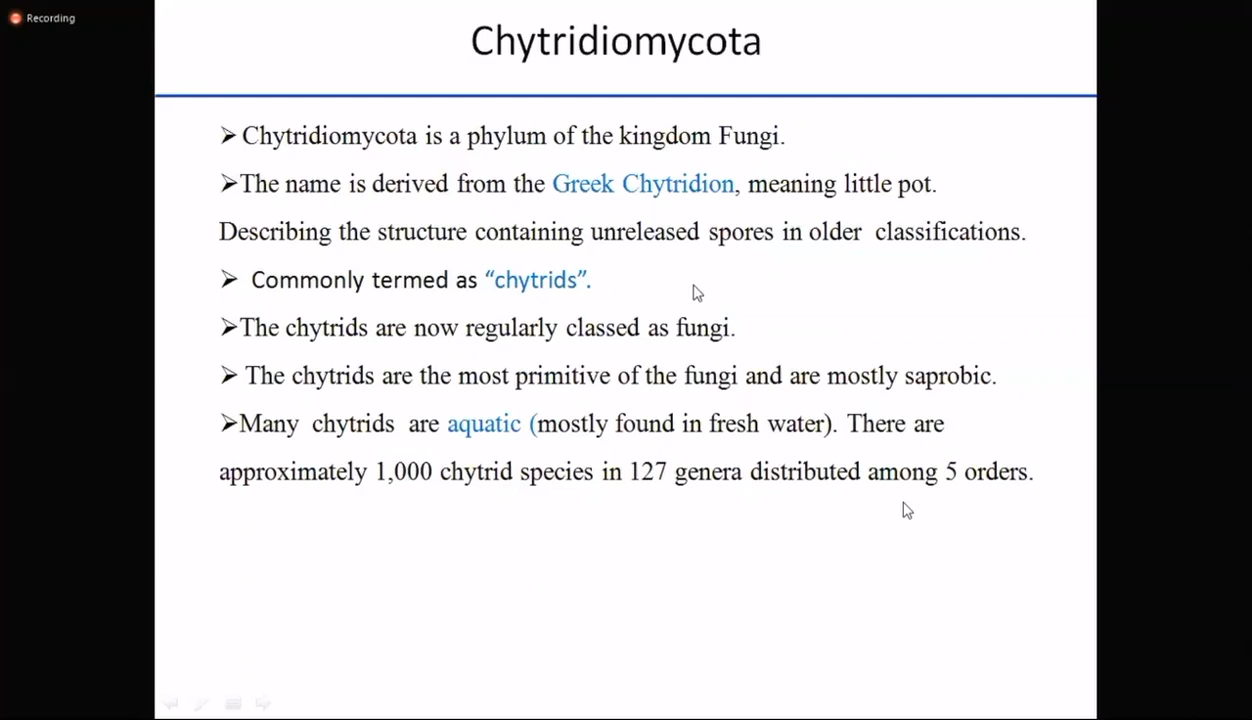 Recording
Chytridiomycota
➢ Chytridiomycota is a phylum of the kingdom Fungi.
➢The name is derived from the Greek Chytridion, meaning little pot.
Describing the structure containing unreleased spores in older classifications.
➢ Commonly termed as “chytrids”.
➢The chytrids are now regularly classed as fungi.
➢ The chytrids are the most primitive of the fungi and are mostly saprobic.
➢Many chytrids are aquatic (mostly found in fresh water). There are
approximately 1,000 chytrid species in 127 genera distributed among 5 orders.